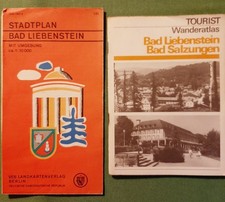 STADTPLAN
BAD LIEBENSTEIN
MIT UMGEBUNG
VEB LANDKARTENVERLAG
BERLIN
TOURIST
Wanderatlas
Bad Liebenstein
Bad Salzungen